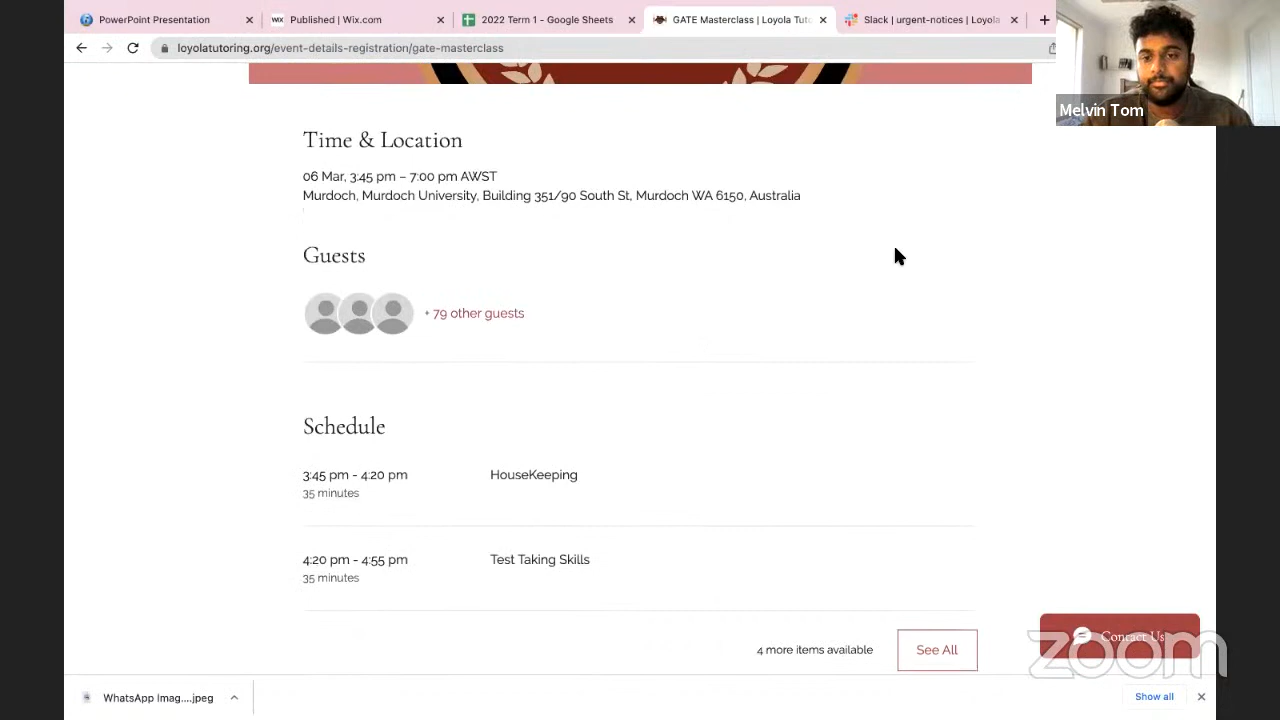 PowerPoint Presentation
Published | Wix.com
WIX
2022 Term 1 - Google Sheets
GATE Masterclass | Loyola Tut
Slack | urgent-notices | Loyola
loyolatutoring.org/event-details-registration/gate-masterclass
Melvin Tom
Time & Location
06 Mar, 3:45 pm – 7:00 pm AWST
Murdoch, Murdoch University, Building 351/90 South St, Murdoch WA 6150, Australia
Guests
+ 79 other guests
Schedule
3:45 pm - 4:20 pm HouseKeeping
35 minutes
4:20 pm - 4:55 pm Test Taking Skills
35 minutes
4 more items available See All
Contact Us
zoom
WhatsApp Imag....jpeg
Show all